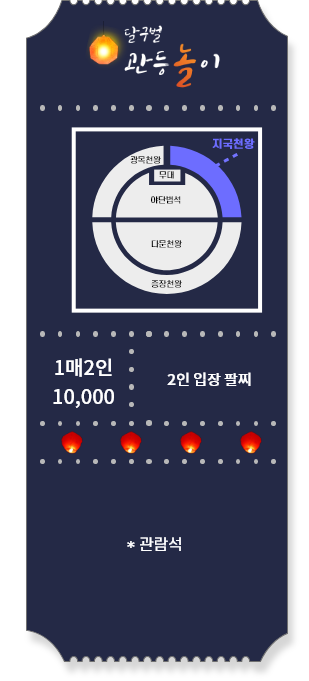 달구벌
관등놀이
지국천왕
광목천왕
무대
야단법석
다문천왕
증장천왕
1매2인
10,000
2인 입장 팔찌
* 관람석